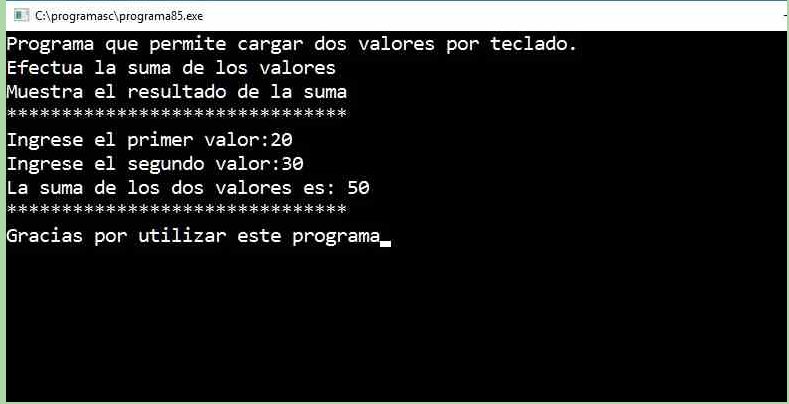 C:\programasc\programa85.exe
Programa que permite cargar dos valores por teclado.
Efectua la suma de los valores
Muestra el resultado de la suma
*******************************
Ingrese el primer valor:20
Ingrese el segundo valor:30
La suma de los dos valores es: 50
*******************************
Gracias por utilizar este programa